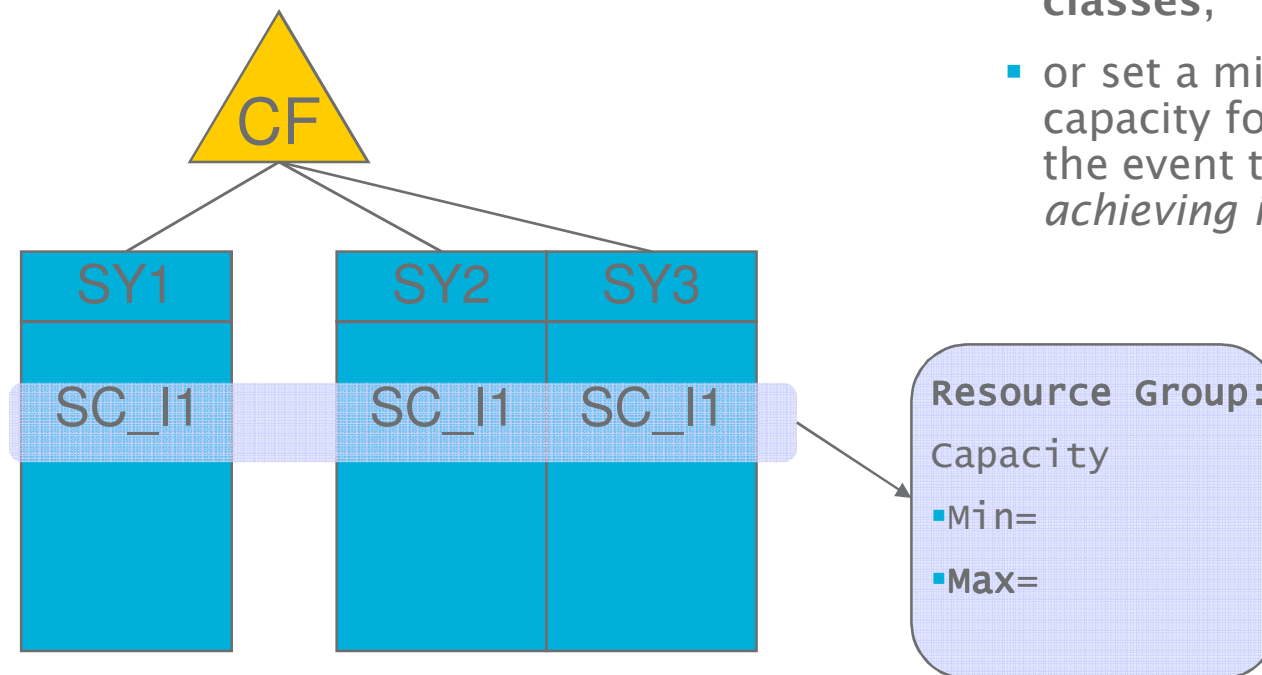 classes,
▪ or set a mi
capacity fo
the event t
achieving i
CF
SY1 SY2 SY3
SC_I1 SC_I1 SC_I1
Resource Group:
Capacity
▪Min=
▪Max=